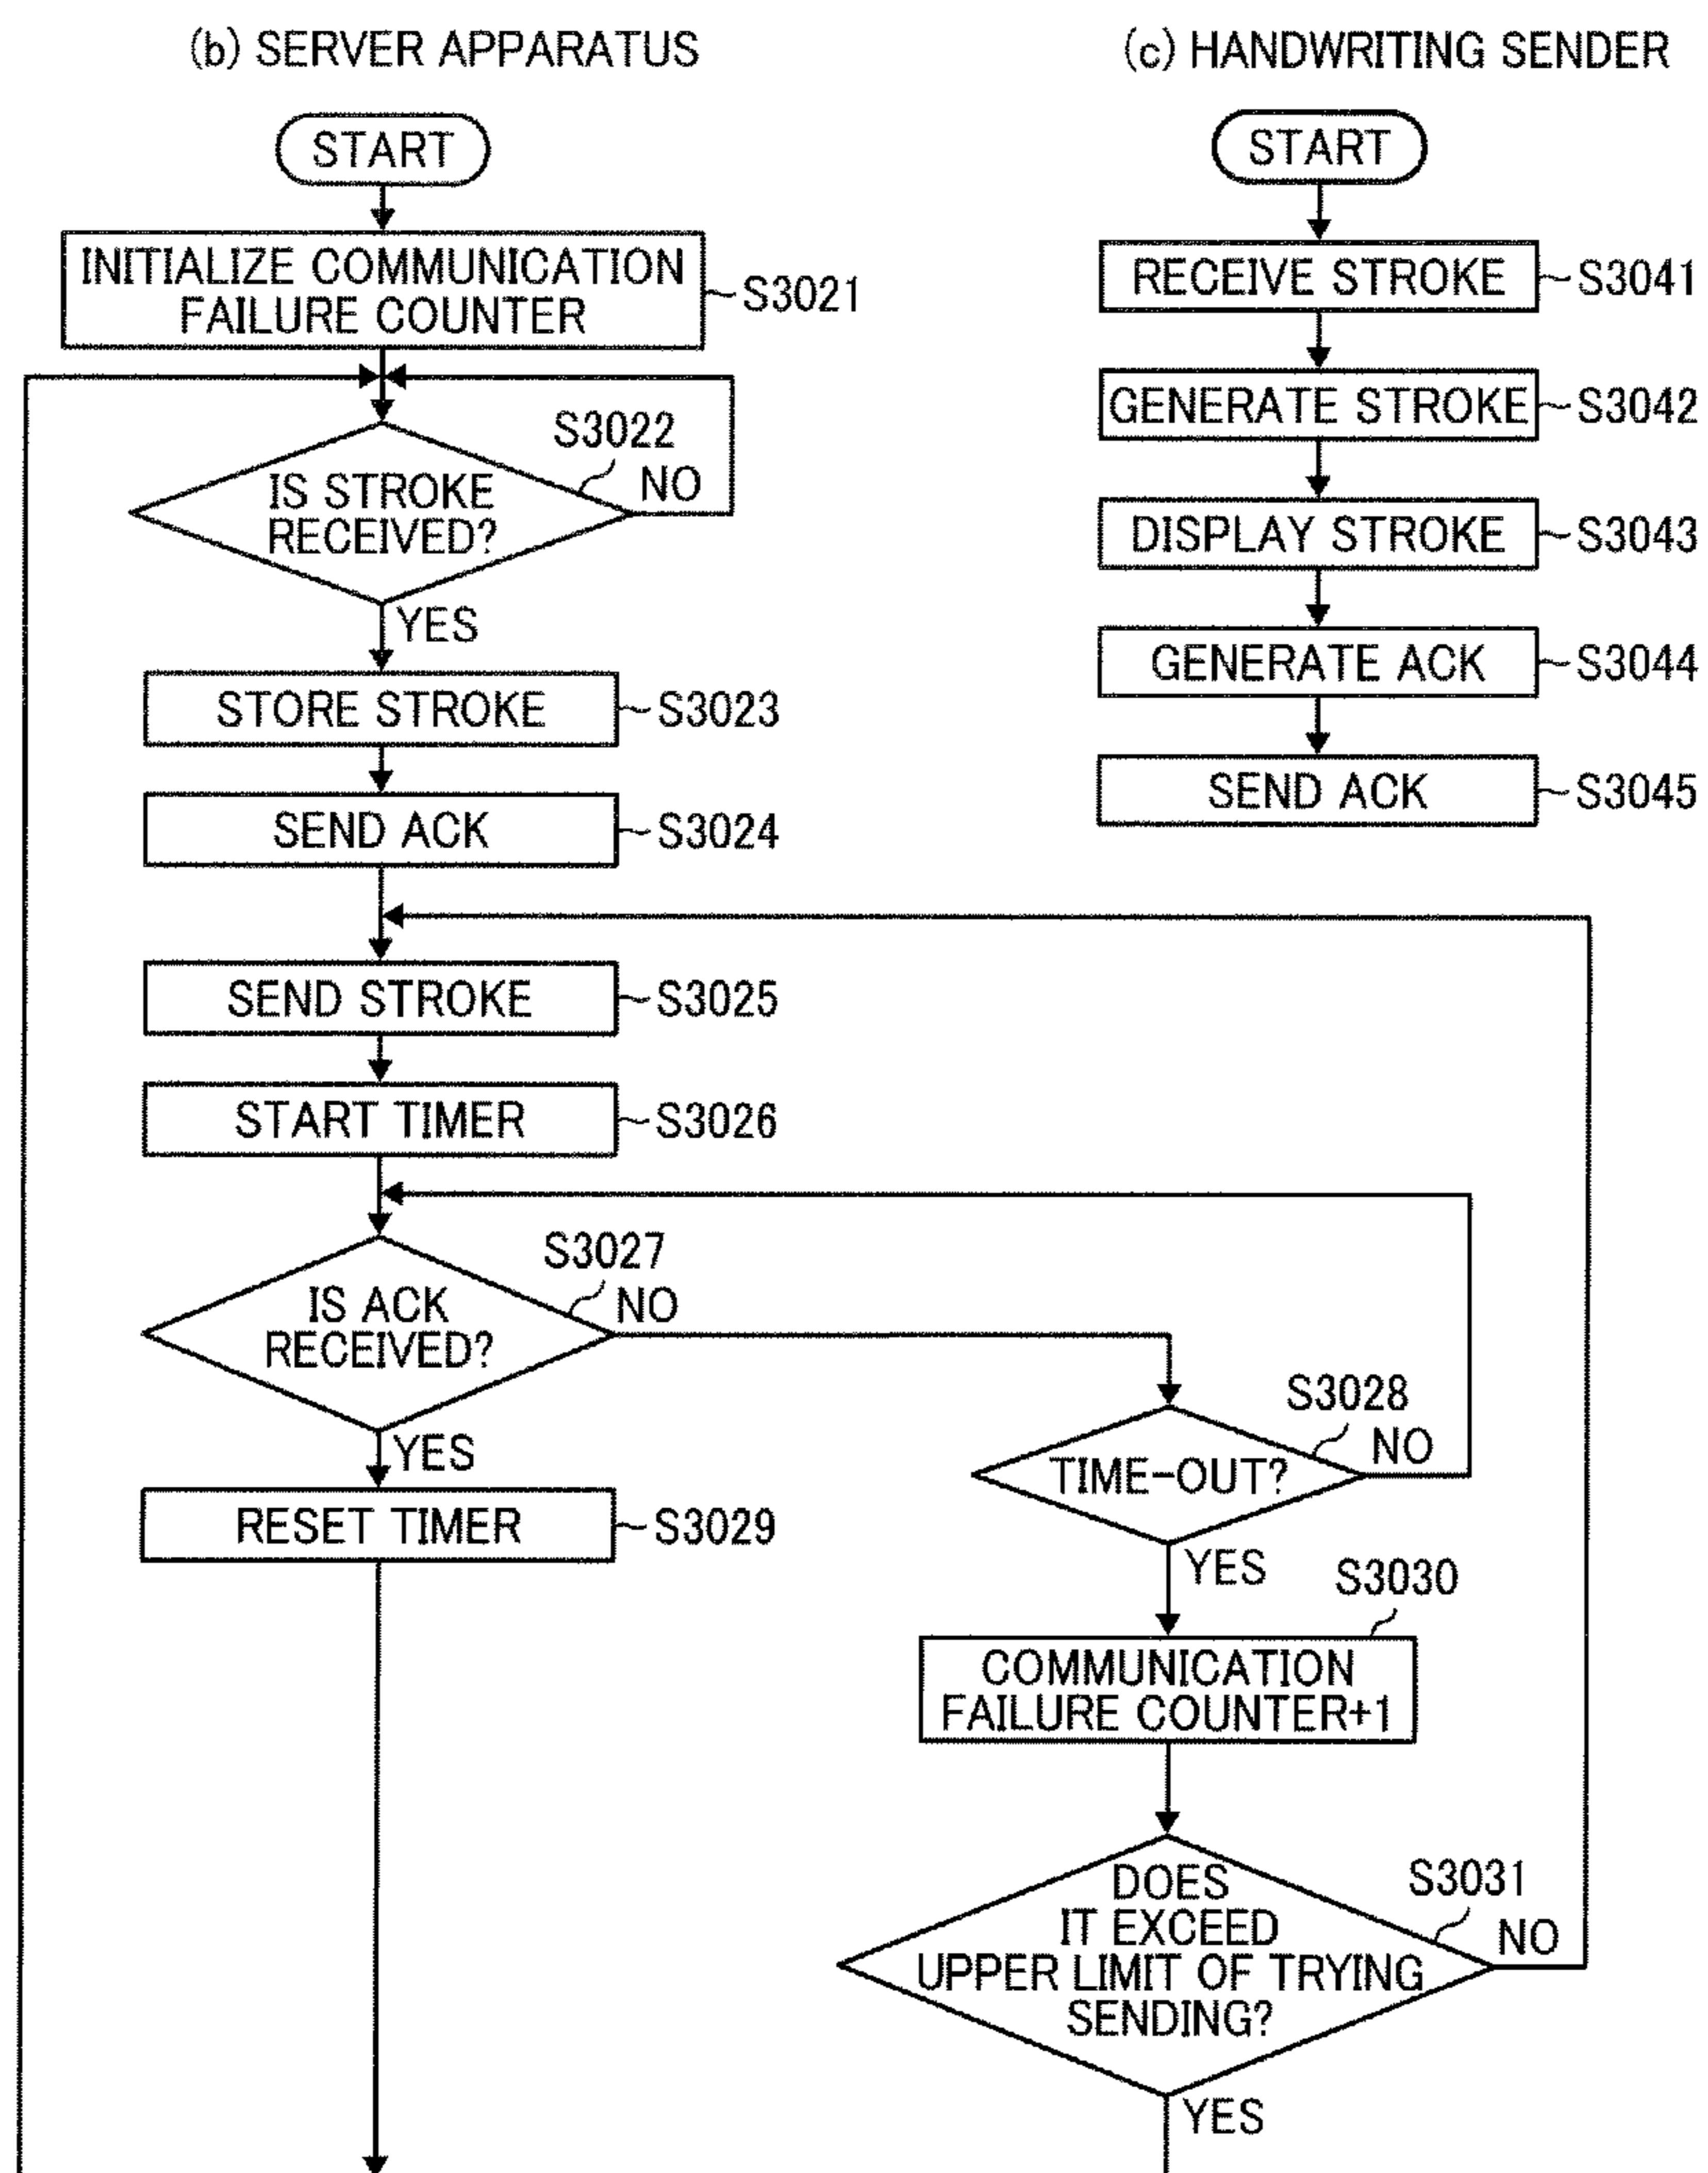 (b) SERVER APPARATUS
START
INITIALIZE COMMUNICATION
FAILURE COUNTER
S3021
S3022
IS STROKE
RECEIVED?
NO
YES
STORE STROKE
S3023
SEND ACK
S3024
SEND STROKE
S3025
START TIMER
S3026
S3027
IS ACK
RECEIVED?
NO
YES
RESET TIMER
S3029
S3028
TIME-OUT?
NO
YES
S3030
COMMUNICATION
FAILURE COUNTER+1
S3031
DOES
IT EXCEED
UPPER LIMIT OF TRYING
SENDING?
NO
YES
(c) HANDWRITING SENDER
START
RECEIVE STROKE
S3041
GENERATE STROKE
S3042
DISPLAY STROKE
S3043
GENERATE ACK
S3044
SEND ACK
S3045